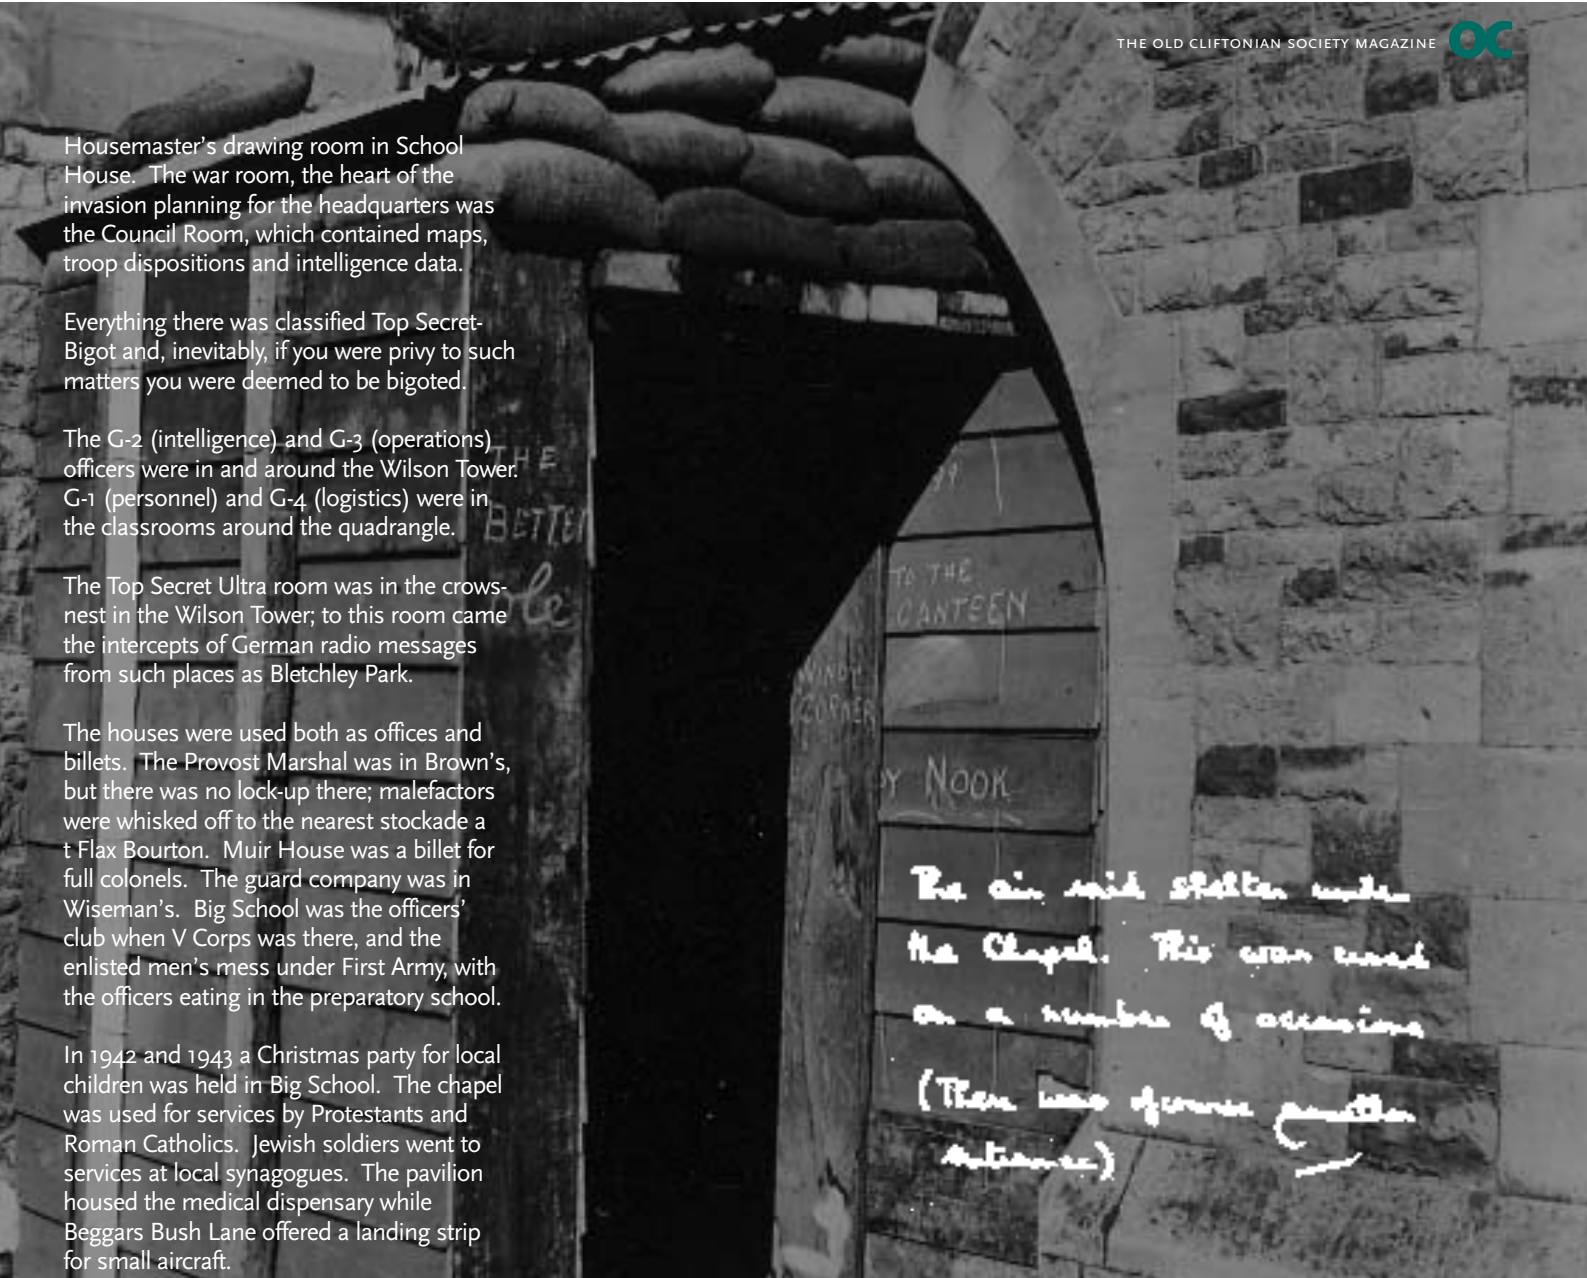 THE OLD CLIFTONIAN SOCIETY MAGAZINE OC
Housemaster's drawing room in School
House. The war room, the heart of the
invasion planning for the headquarters was
the Council Room, which contained maps,
troop dispositions and intelligence data.
Everything there was classified Top Secret-
Bigot and, inevitably, if you were privy to such
matters you were deemed to be bigoted.
The G-2 (intelligence) and G-3 (operations)
officers were in and around the Wilson Tower.
G-1 (personnel) and G-4 (logistics) were in
the classrooms around the quadrangle.
The Top Secret Ultra room was in the crows-
nest in the Wilson Tower; to this room came
the intercepts of German radio messages
from such places as Bletchley Park.
The houses were used both as offices and
billets. The Provost Marshal was in Brown's,
but there was no lock-up there; malefactors
were whisked off to the nearest stockade a
t Flax Bourton. Muir House was a billet for
full colonels. The guard company was in
Wiseman's. Big School was the officers'
club when V Corps was there, and the
enlisted men's mess under First Army, with
the officers eating in the preparatory school.
In 1942 and 1943 a Christmas party for local
children was held in Big School. The chapel
was used for services by Protestants and
Roman Catholics. Jewish soldiers went to
services at local synagogues. The pavilion
housed the medical dispensary while
Beggars Bush Lane offered a landing strip
for small aircraft.
THE
BETTER
ole
TO THE
CANTEEN
WINDY
CORNER
NOOK
The air raid shelter under
the Chapel. This was used
on a number of occasions
(There was of course another
entrance)